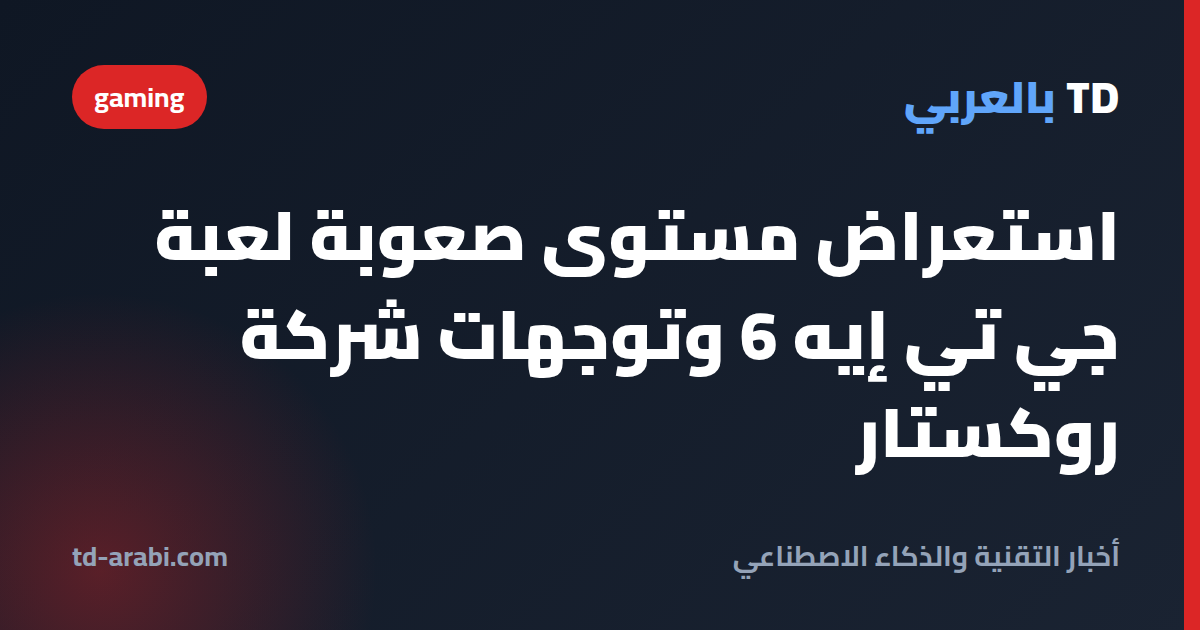 TD بالعربي
gaming
استعراض مستوى صعوبة لعبة
جي تي إيه 6 وتوجهات شركة
روكستار
أخبار التقنية والذكاء الاصطناعي
td-arabi.com